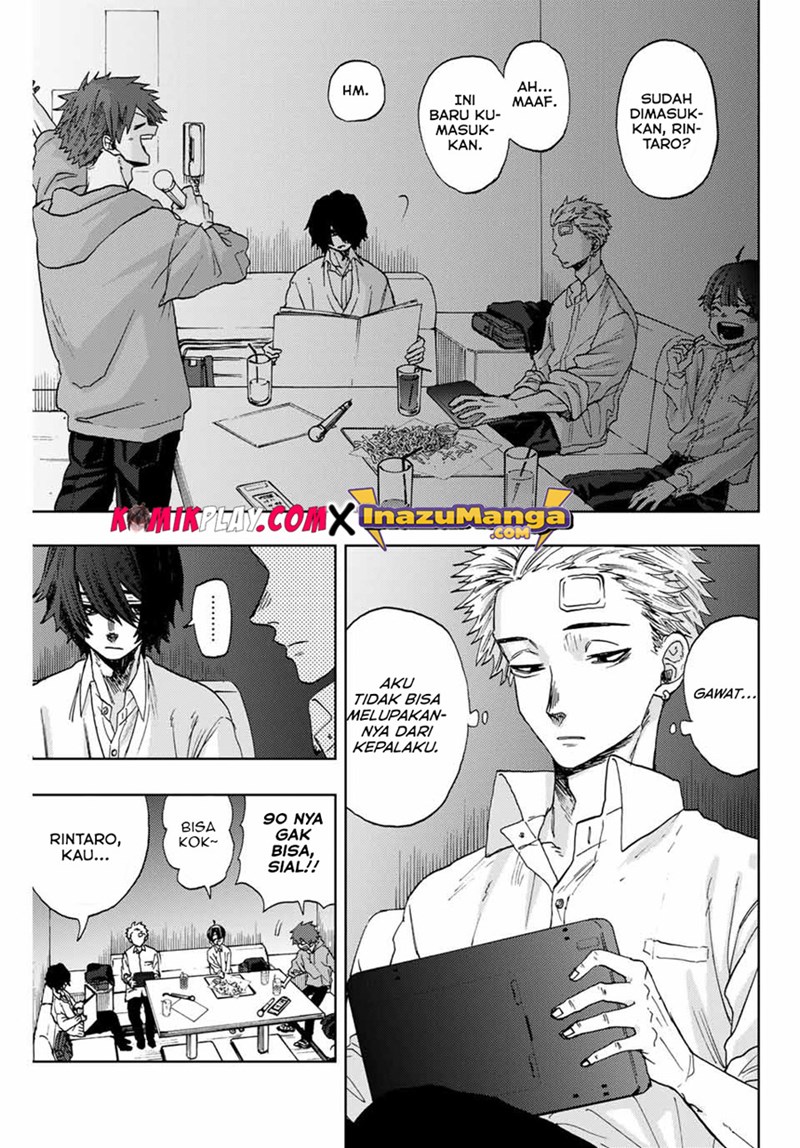 SUDAH
DIMASUK-
KAN, RIN-
TARO?
AH...
MAAF.
INI
BARU KU-
MASUK-
KAN.
HM.
KOMIKPLAY.COM X INAZUMANGA
.COM
GAWAT...
AKU
TIDAK BISA
MELUPAKAN-
NYA DARI
KEPALAKU.
......
90 NYA
GAK
BISA,
SIAL!!
BISA
KOK~
RINTARO,
KAU...